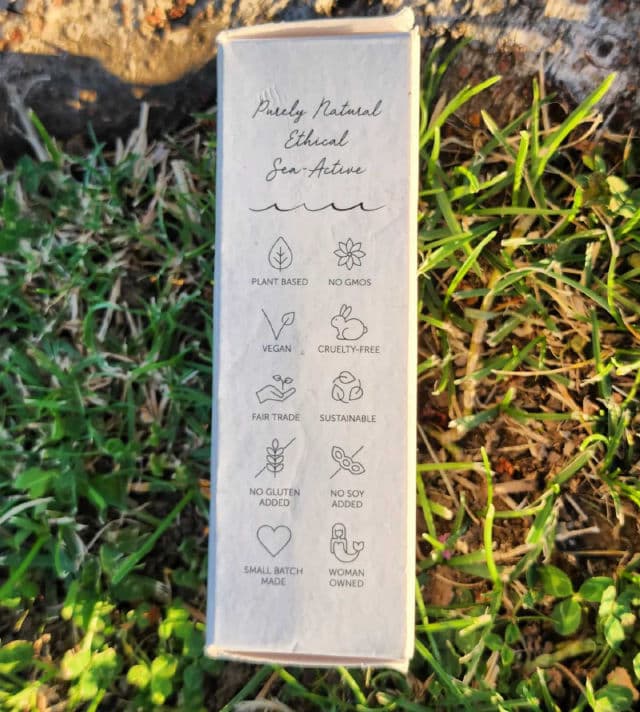 Purely Natural
Ethical
Sea-Active
PLANT BASED
NO GMOS
VEGAN
CRUELTY-FREE
FAIR TRADE
SUSTAINABLE
NO GLUTEN
ADDED
NO SOY
ADDED
SMALL BATCH
MADE
WOMAN
OWNED